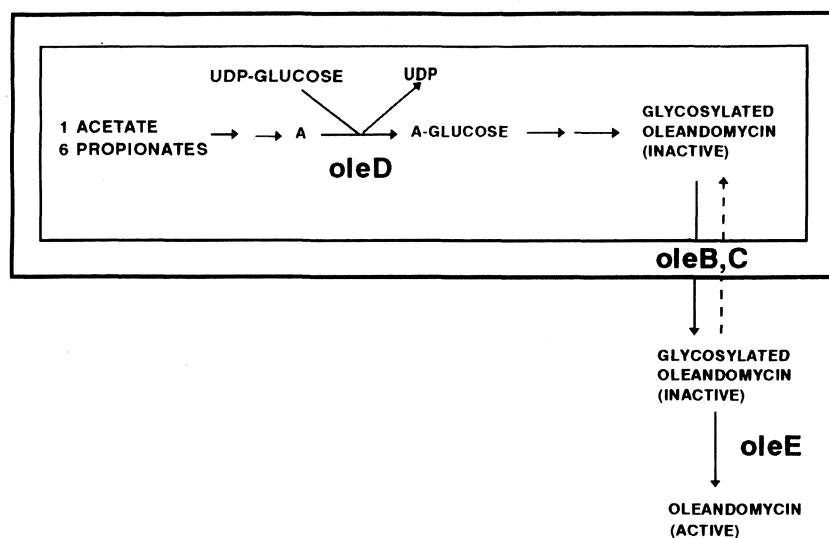 UDP-GLUCOSE UDP
1 ACETATE
6 PROPIONATES
A
A-GLUCOSE
oleD
GLYCOSYLATED
OLEANDOMYCIN
(INACTIVE)
oleB,C
GLYCOSYLATED
OLEANDOMYCIN
(INACTIVE)
oleE
OLEANDOMYCIN
(ACTIVE)